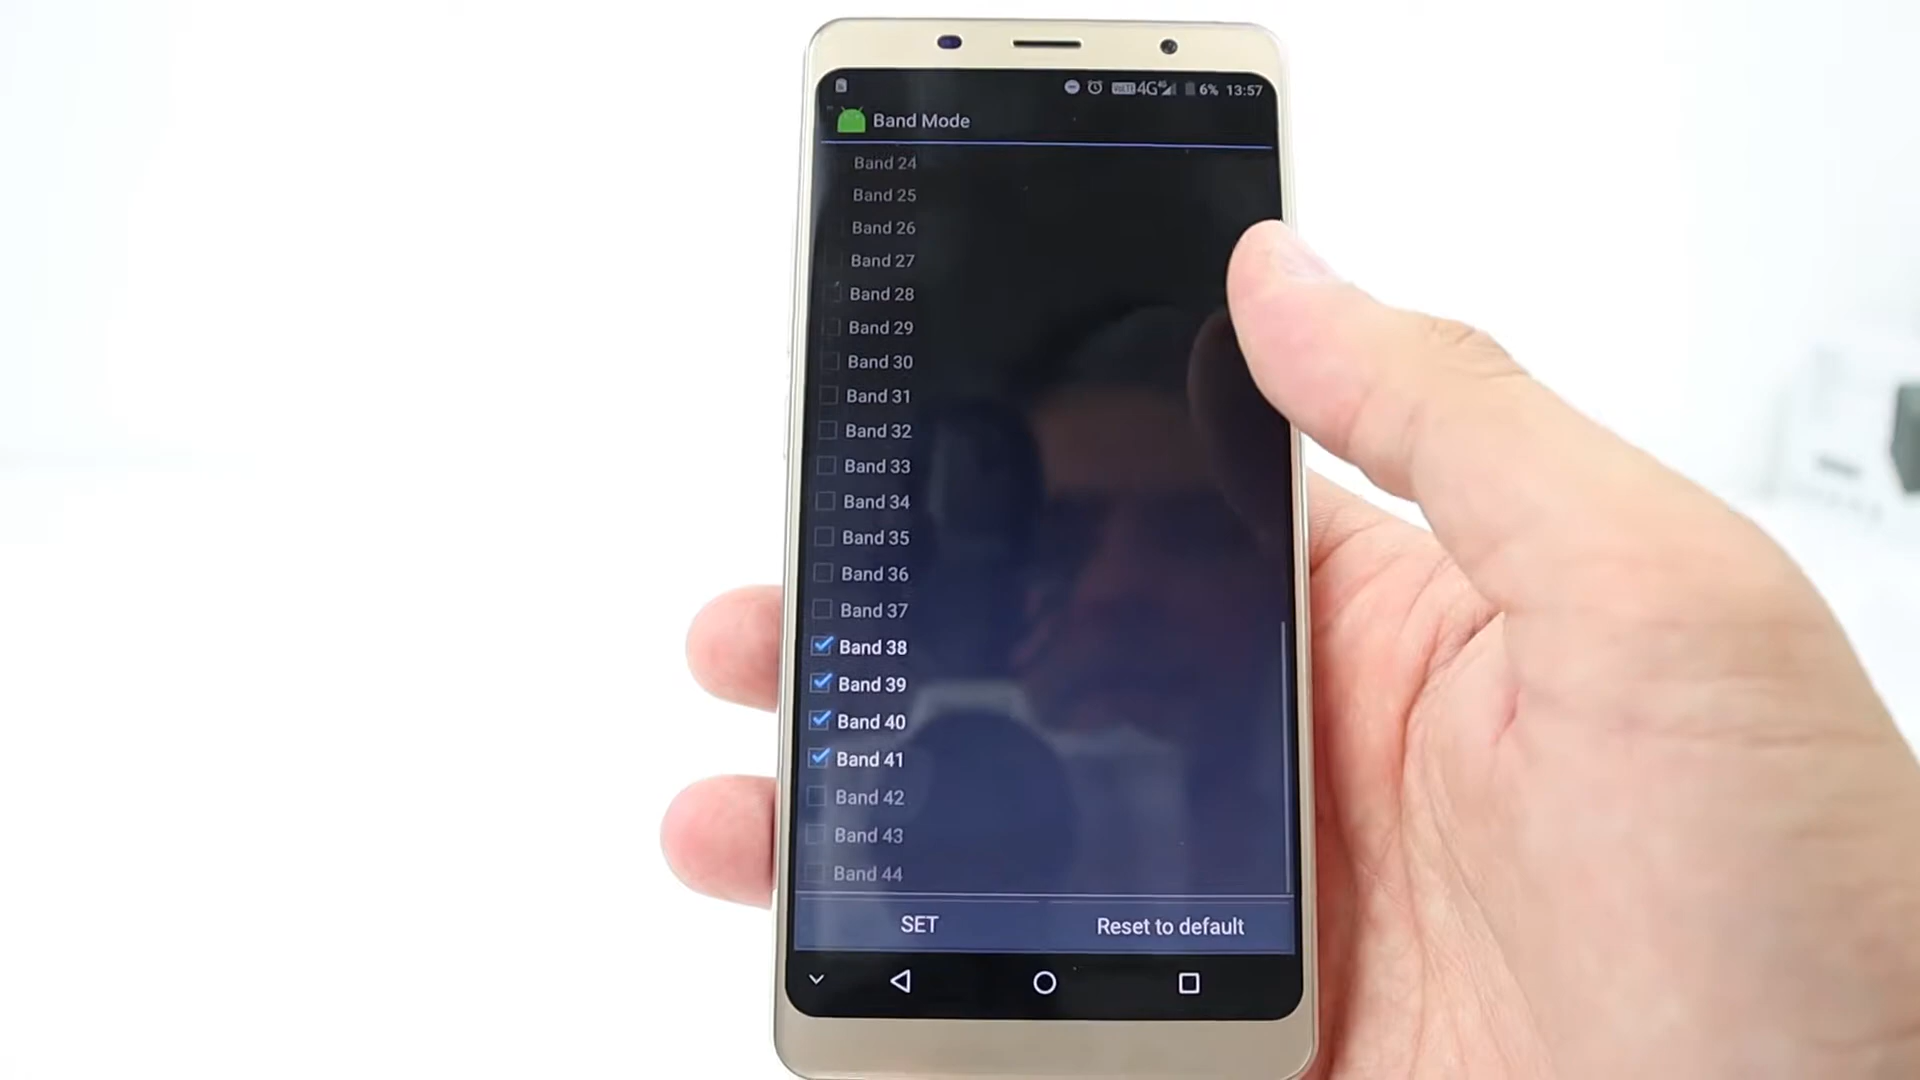 VoLTE 4G 4G 6% 13:57
Band Mode
Band 24
Band 25
Band 26
Band 27
Band 28
Band 29
Band 30
Band 31
Band 32
Band 33
Band 34
Band 35
Band 36
Band 37
Band 38
Band 39
Band 40
Band 41
Band 42
Band 43
Band 44
SET Reset to default